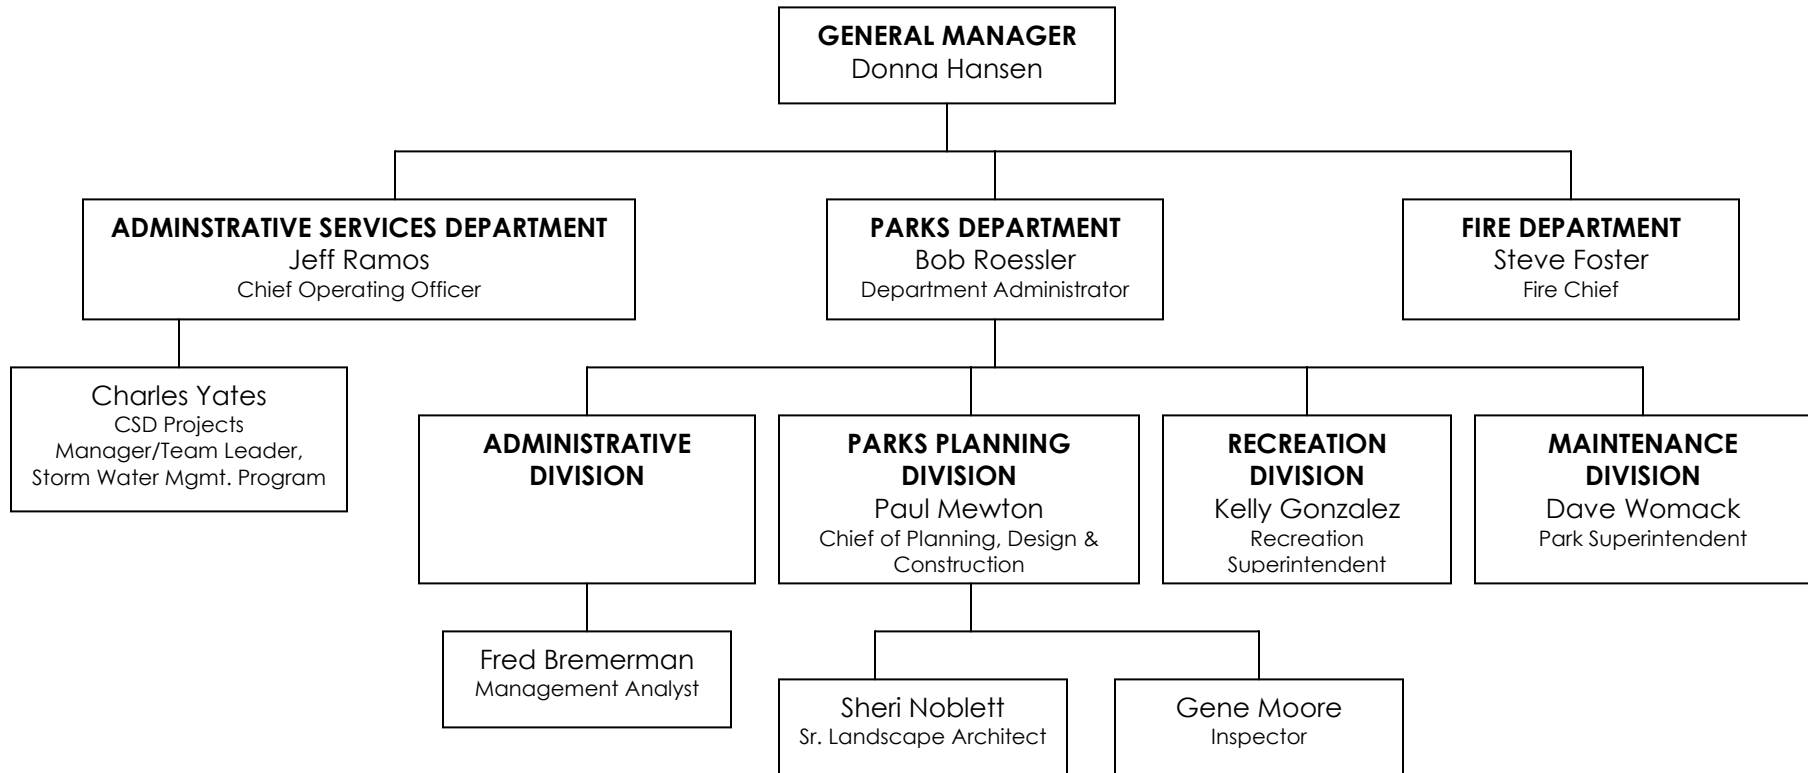 GENERAL MANAGER
Donna Hansen
ADMINSTRATIVE SERVICES DEPARTMENT
Jeff Ramos
Chief Operating Officer
PARKS DEPARTMENT
Bob Roessler
Department Administrator
FIRE DEPARTMENT
Steve Foster
Fire Chief
Charles Yates
CSD Projects
Manager/Team Leader,
Storm Water Mgmt. Program
ADMINISTRATIVE
DIVISION
PARKS PLANNING
DIVISION
Paul Mewton
Chief of Planning, Design &
Construction
RECREATION
DIVISION
Kelly Gonzalez
Recreation
Superintendent
MAINTENANCE
DIVISION
Dave Womack
Park Superintendent
Fred Bremerman
Management Analyst
Sheri Noblett
Sr. Landscape Architect
Gene Moore
Inspector